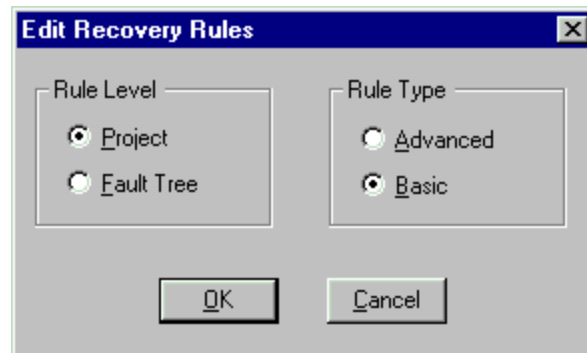 Edit Recovery Rules
Rule Level
Project
Fault Tree
Rule Type
Advanced
Basic
OK
Cancel